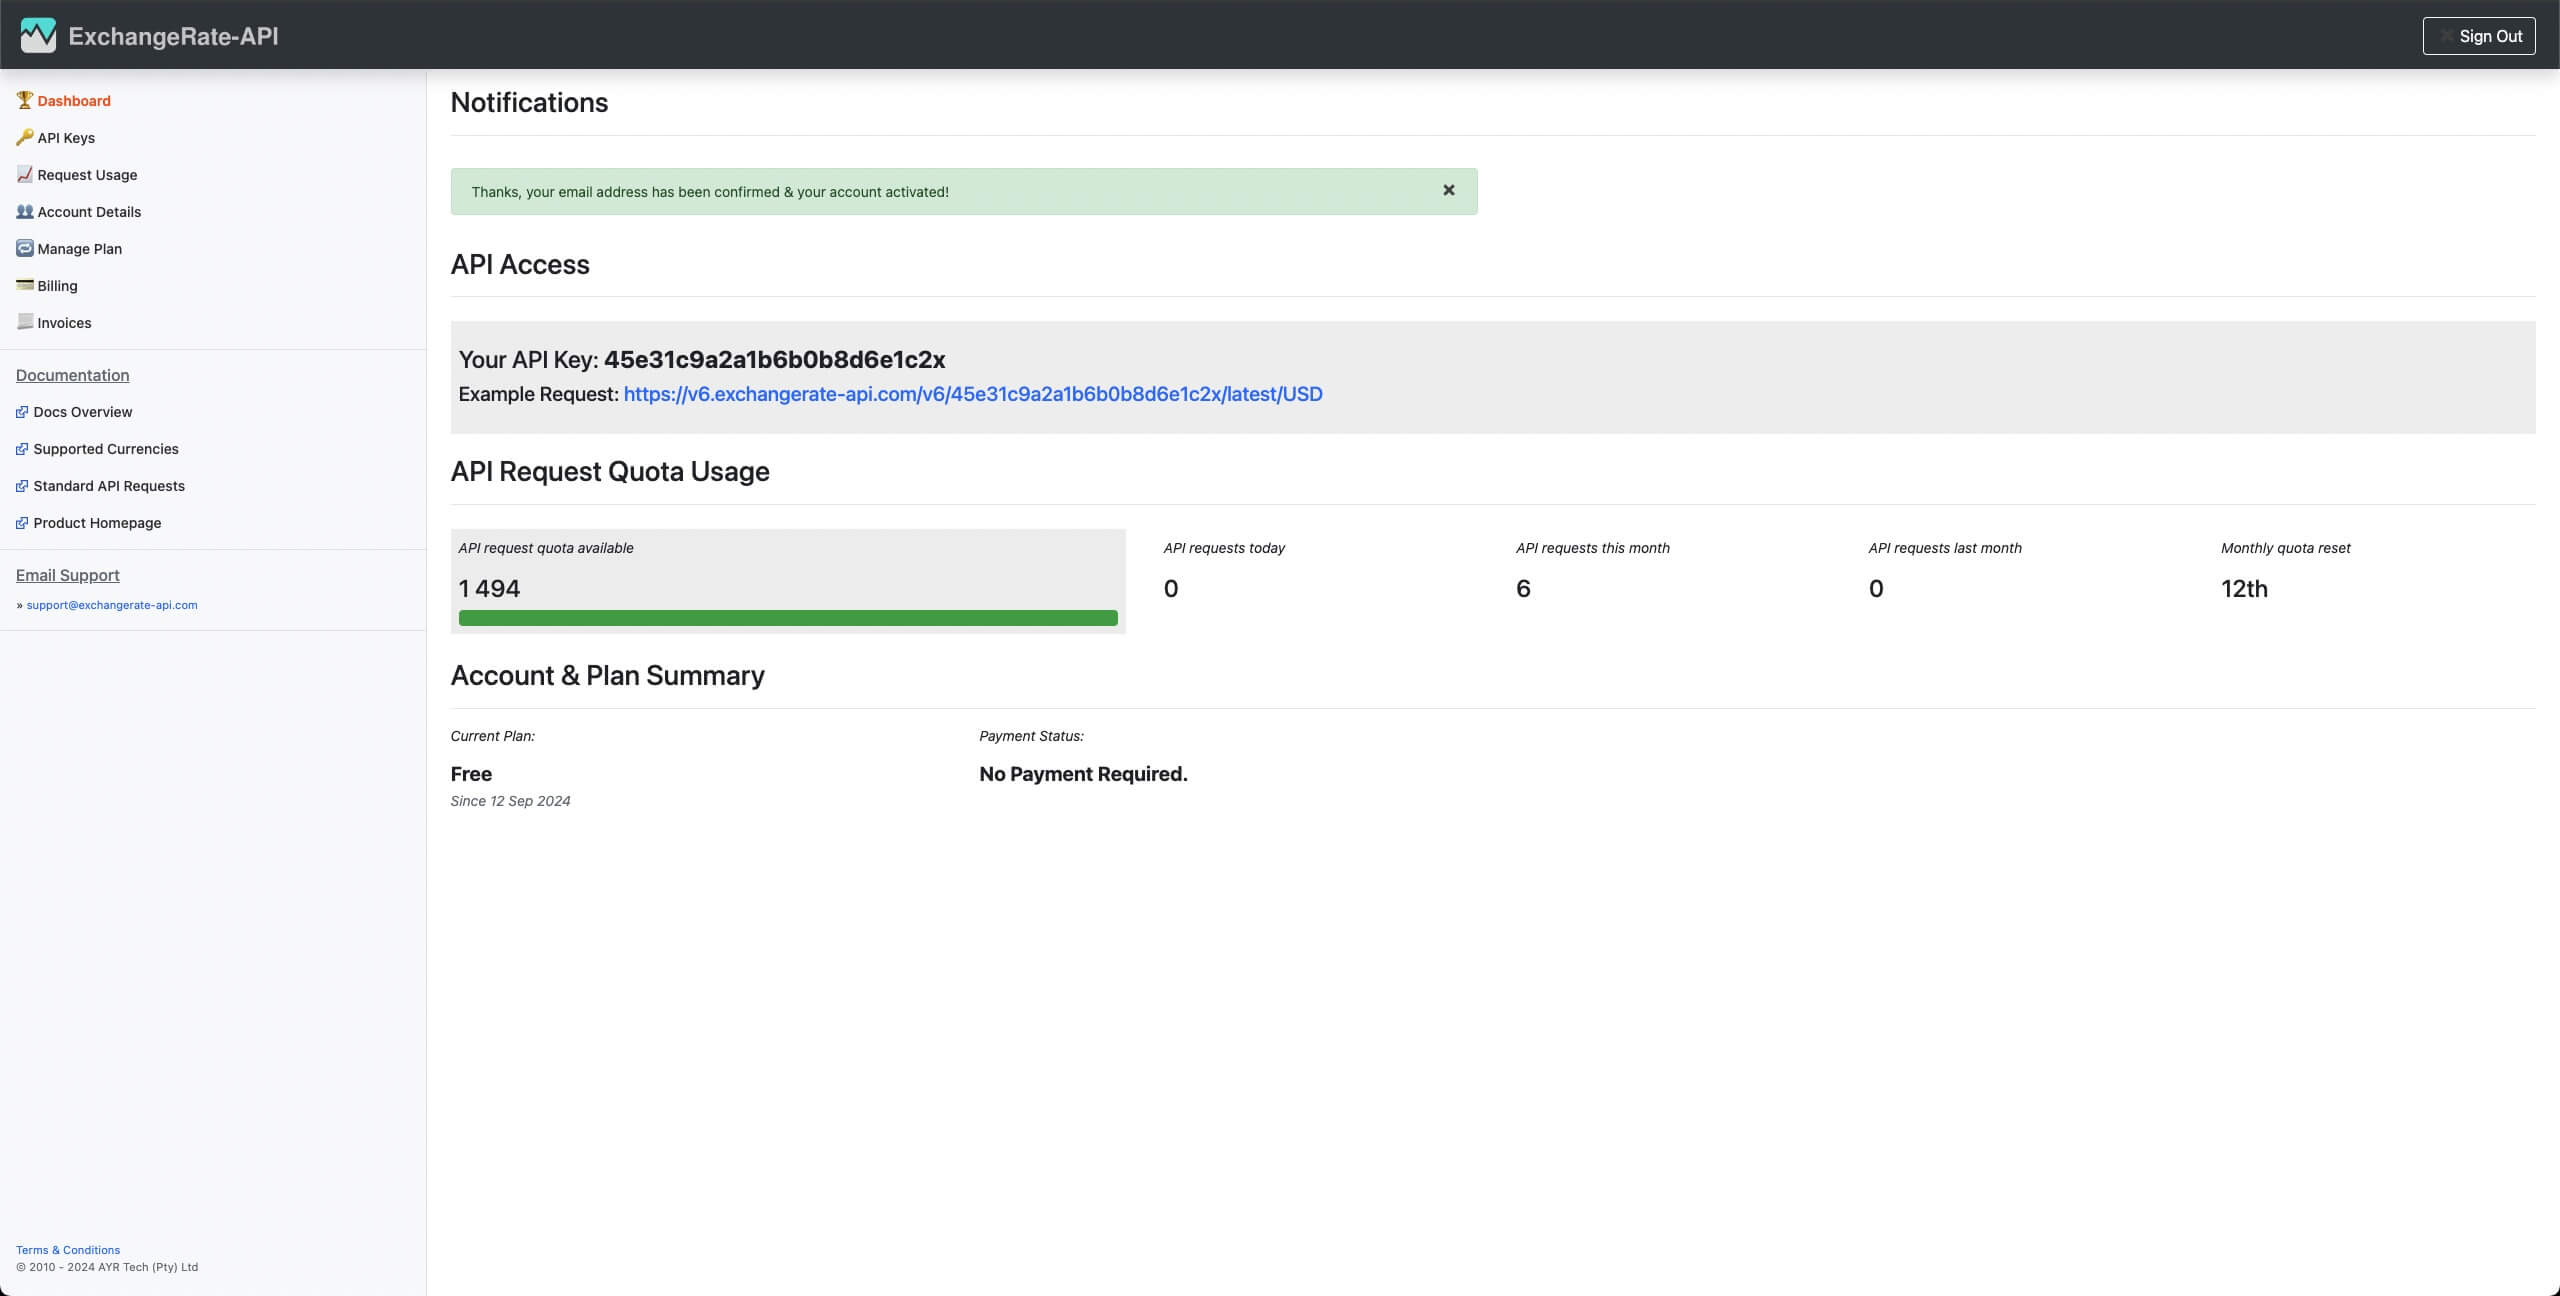 ExchangeRate-API
Sign Out
Dashboard
API Keys
Request Usage
Account Details
Manage Plan
Billing
Invoices
Documentation
Docs Overview
Supported Currencies
Standard API Requests
Product Homepage
Email Support
» support@exchangerate-api.com
Terms & Conditions
© 2010 - 2024 AYR Tech (Pty) Ltd
Notifications
Thanks, your email address has been confirmed & your account activated!
API Access
Your API Key: 45e31c9a2a1b6b0b8d6e1c2x
Example Request: https://v6.exchangerate-api.com/v6/45e31c9a2a1b6b0b8d6e1c2x/latest/USD
API Request Quota Usage
API request quota available
1 494
API requests today
0
API requests this month
6
API requests last month
0
Monthly quota reset
12th
Account & Plan Summary
Current Plan:
Free
Since 12 Sep 2024
Payment Status:
No Payment Required.